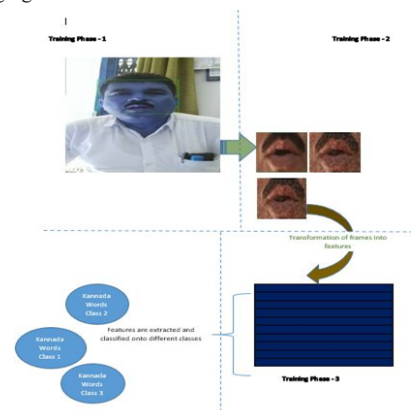 Training Phase - 1
Training Phase - 2
Transformation of frames into
features
Kannada
Words
Class 2
Features are extracted and
classified onto different classes
Kannada
Words
Class 1
Kannada
Words
Class 3
Training Phase - 3